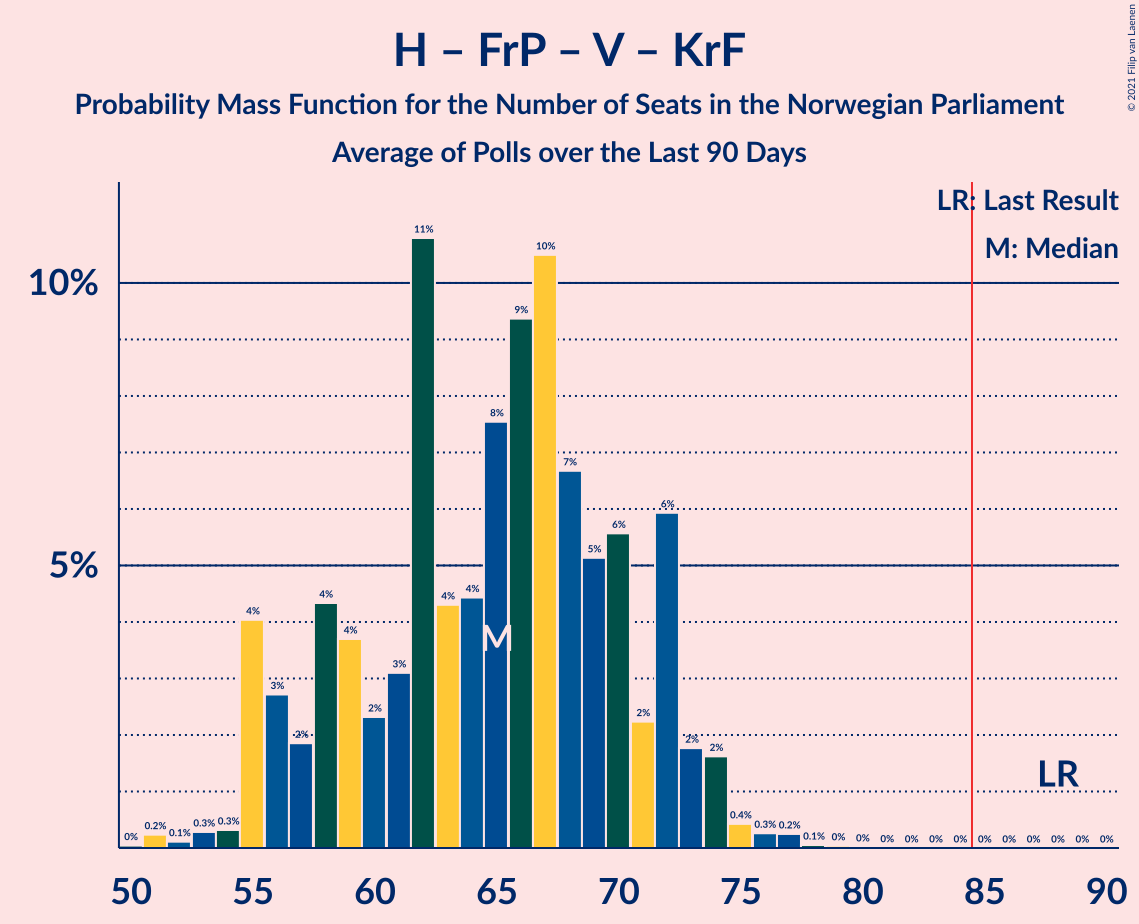 H – FrP – V – KrF
Probability Mass Function for the Number of Seats in the Norwegian Parliament
Average of Polls over the Last 90 Days
© 2021 Filip van Laenen
LR: Last Result
M: Median
10%
5%
0% 0.2% 0.1% 0.3% 0.3% 4% 3% 2% 4% 4% 2% 3% 11% 4% 4% 8% 9% 10% 7% 5% 6% 2% 6% 2% 2% 0.4% 0.3% 0.2% 0.1% 0% 0% 0% 0% 0% 0% 0% 0% 0% 0% 0% 0%
M
LR
50 55 60 65 70 75 80 85 90